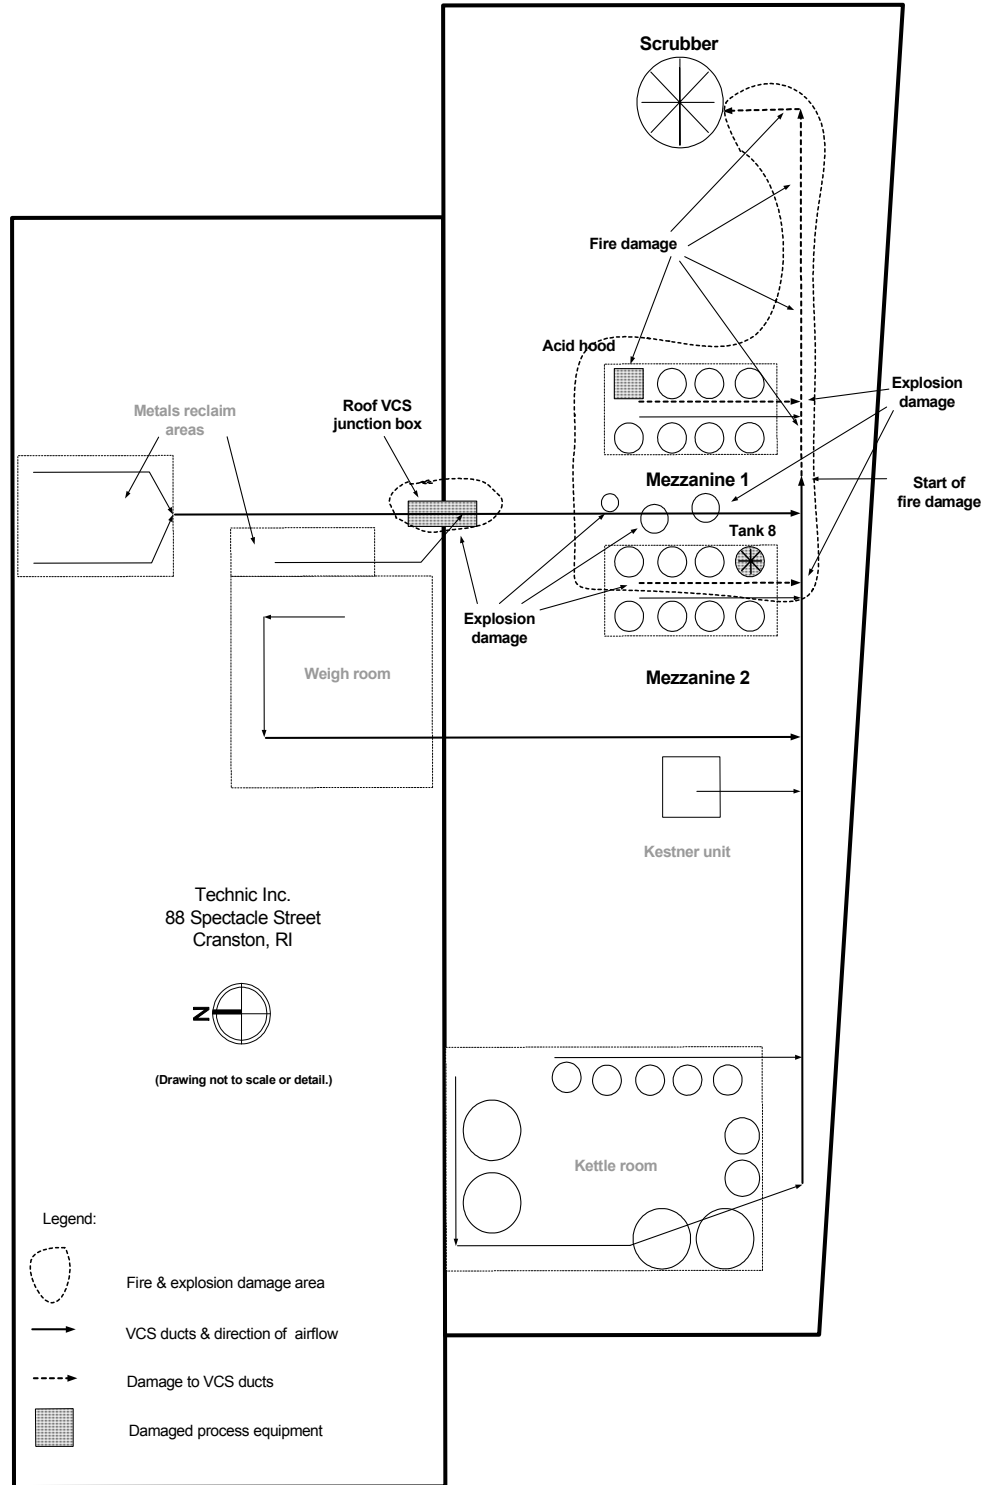 Scrubber
Fire damage
Acid hood
Explosion
damage
Metals reclaim
areas
Roof VCS
junction box
Mezzanine 1
Start of
fire damage
Tank 8
Explosion
damage
Weigh room
Mezzanine 2
Kestner unit
Technic Inc.
88 Spectacle Street
Cranston, RI
N
(Drawing not to scale or detail.)
Kettle room
Legend:
Fire & explosion damage area
VCS ducts & direction of airflow
Damage to VCS ducts
Damaged process equipment